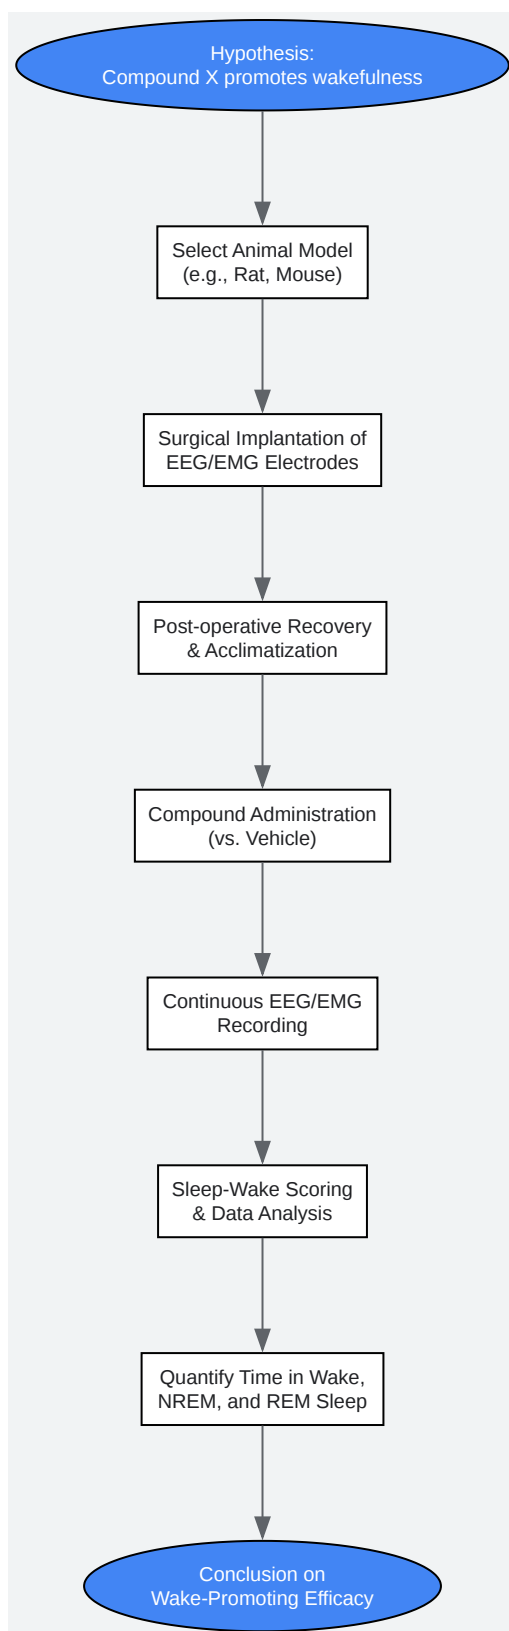 Hypothesis:
Compound X promotes wakefulness
Select Animal Model
(e.g., Rat, Mouse)
Surgical Implantation of
EEG/EMG Electrodes
Post-operative Recovery
& Acclimatization
Compound Administration
(vs. Vehicle)
Continuous EEG/EMG
Recording
Sleep-Wake Scoring
& Data Analysis
Quantify Time in Wake,
NREM, and REM Sleep
Conclusion on
Wake-Promoting Efficacy